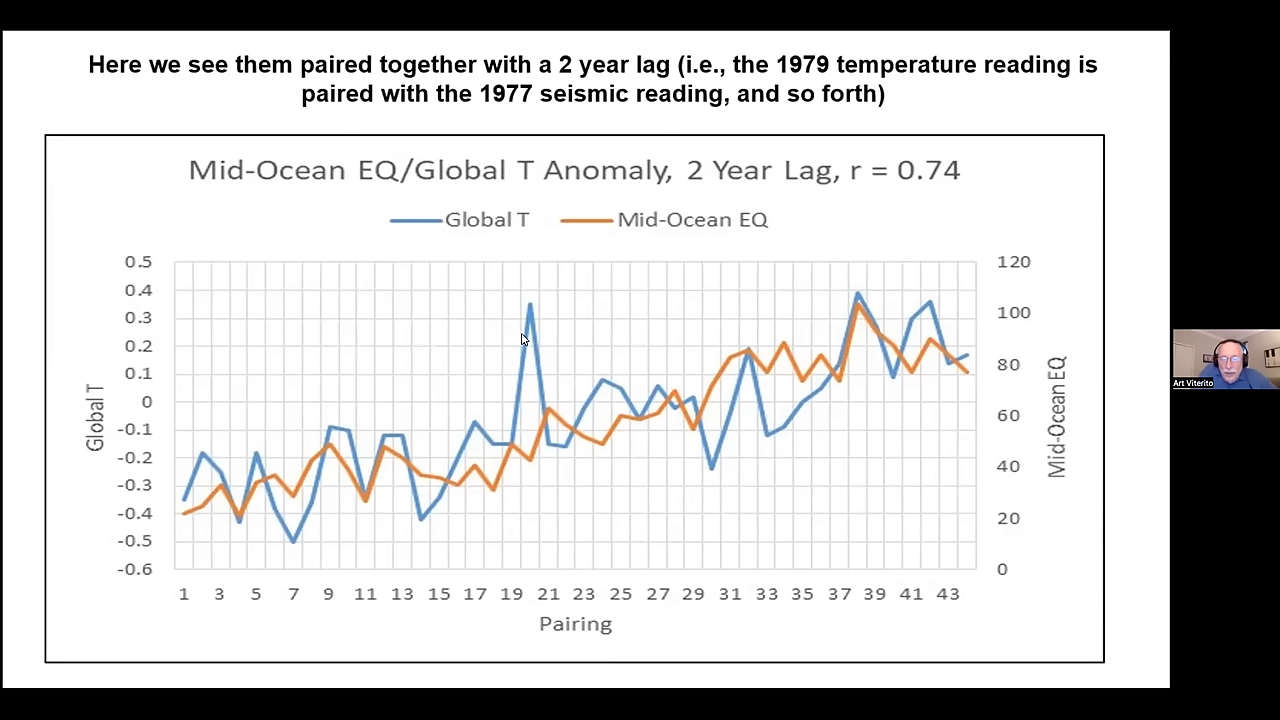 Here we see them paired together with a 2 year lag (i.e., the 1979 temperature reading is
paired with the 1977 seismic reading, and so forth)
Mid-Ocean EQ/Global T Anomaly, 2 Year Lag, r = 0.74
Global T
Mid-Ocean EQ
0.5
0.4
0.3
0.2
0.1
0
-0.1
-0.2
-0.3
-0.4
-0.5
-0.6
Global T
120
100
80
60
40
20
0
Mid-Ocean EQ
1 3 5 7 9 11 13 15 17 19 21 23 25 27 29 31 33 35 37 39 41 43
Pairing
Art Viterito